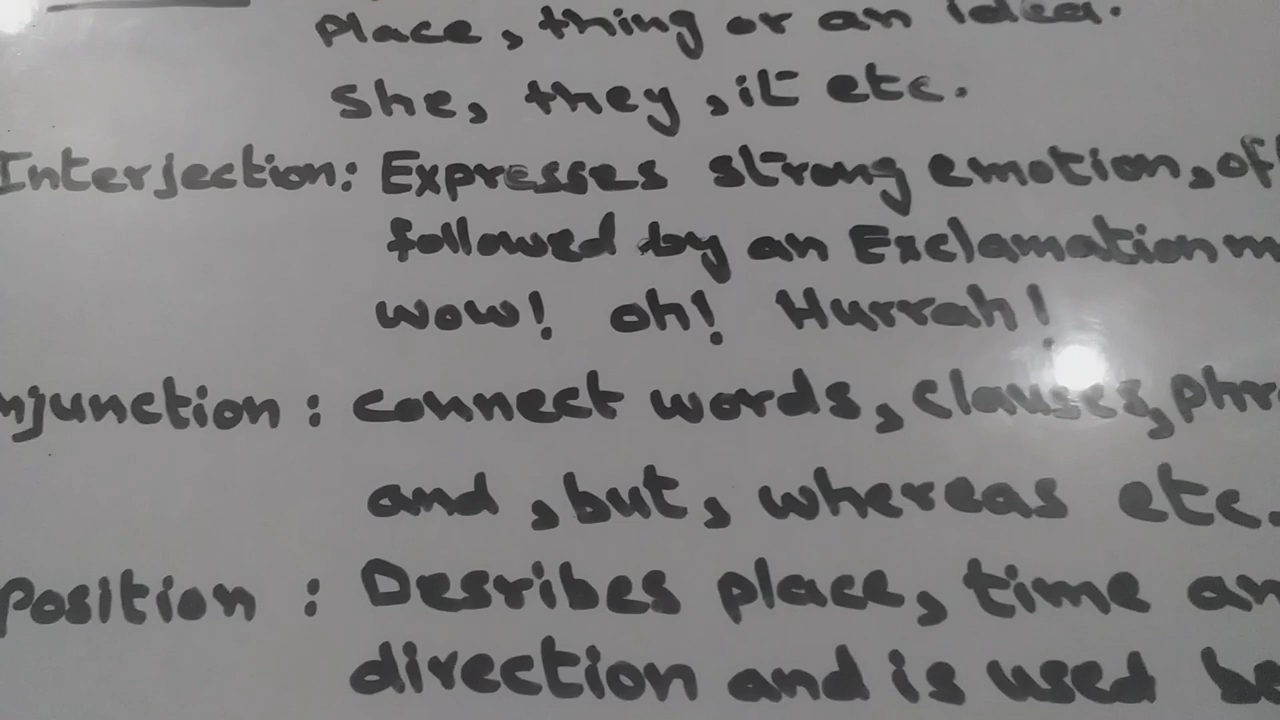 Place, thing or an idea.
She, they, it etc.
Interjection: Expresses strong emotion, of
followed by an Exclamation m
wow! oh! Hurrah!
njunction: connect words, clauses, phr
and, but, whereas etc.
Position: Desribes place, time an
direction and is used be